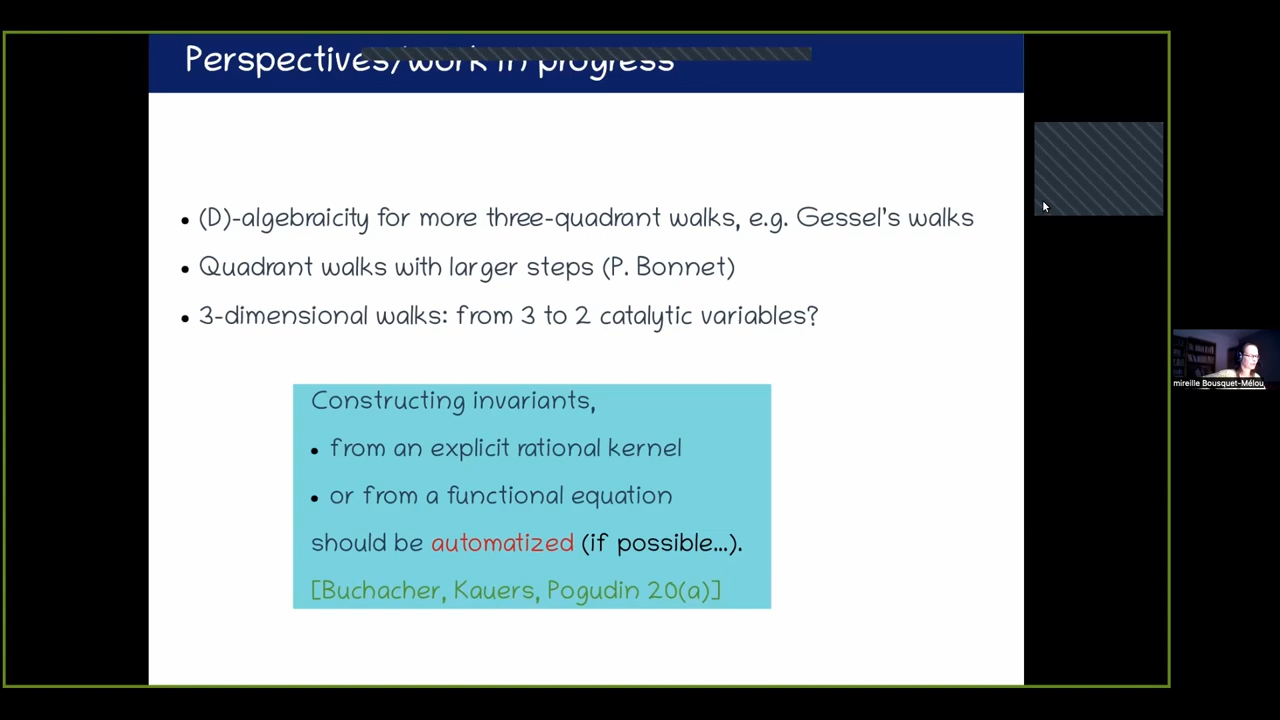 Perspectives/work in progress
• (D)-algebraicity for more three-quadrant walks, e.g. Gessel's walks
• Quadrant walks with larger steps (P. Bonnet)
• 3-dimensional walks: from 3 to 2 catalytic variables?
Constructing invariants,
• from an explicit rational kernel
• or from a functional equation
should be automatized (if possible...).
[Buchacher, Kauers, Pogudin 20(a)]
mireille Bousquet-Mélou